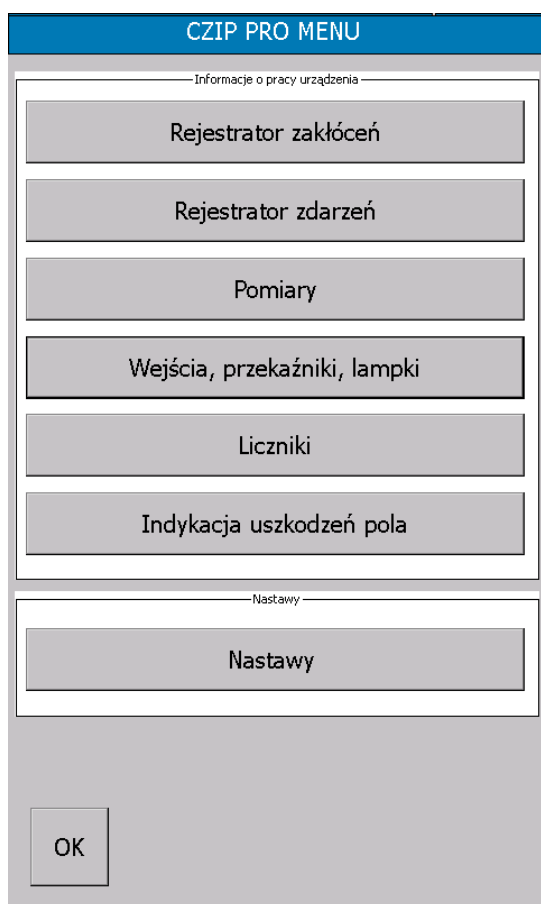 CZIP PRO MENU
Informacje o pracy urządzenia
Rejestrator zakłóceń
Rejestrator zdarzeń
Pomiary
Wejścia, przekaźniki, lampki
Liczniki
Indykacja uszkodzeń pola
Nastawy
Nastawy
OK